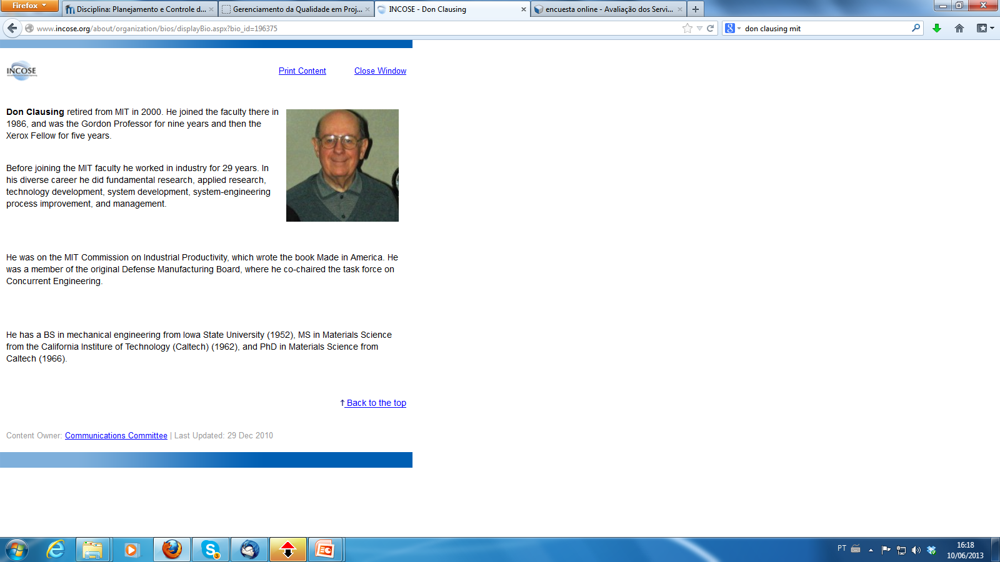 Firefox
Disciplina: Planejamento e Controle d...
Gerenciamento da Qualidade em Proj...
INCOSE - Don Clausing
encuesta online - Avaliação dos Servi...
www.incose.org/about/organization/bios/displayBio.aspx?bio_id=196375
don clausing mit
INCOSE
Print Content
Close Window
Don Clausing retired from MIT in 2000. He joined the faculty there in
1986, and was the Gordon Professor for nine years and then the
Xerox Fellow for five years.
Before joining the MIT faculty he worked in industry for 29 years. In
his diverse career he did fundamental research, applied research,
technology development, system development, system-engineering
process improvement, and management.
He was on the MIT Commission on Industrial Productivity, which wrote the book Made in America. He
was a member of the original Defense Manufacturing Board, where he co-chaired the task force on
Concurrent Engineering.
He has a BS in mechanical engineering from Iowa State University (1952), MS in Materials Science
from the California Institure of Technology (Caltech) (1962), and PhD in Materials Science from
Caltech (1966).
↑ Back to the top
Content Owner: Communications Committee | Last Updated: 29 Dec 2010
3
PT
16:18
10/06/2013